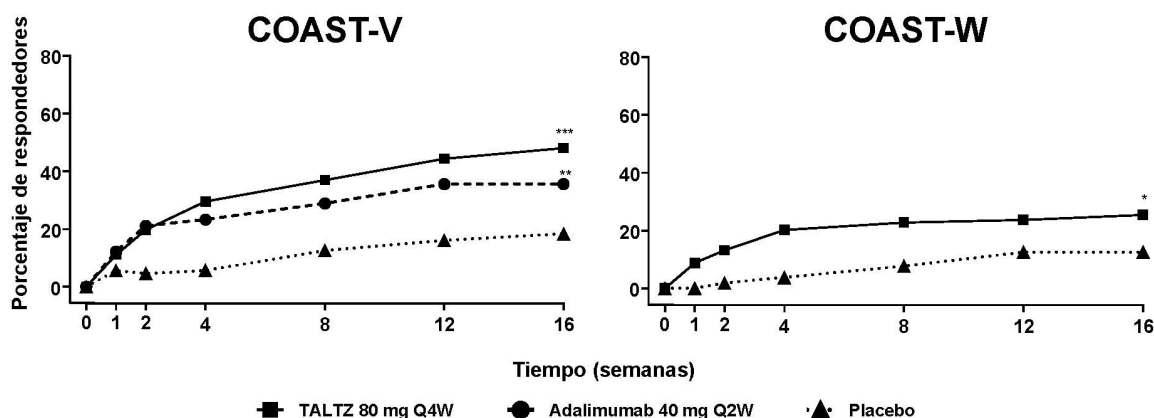 COAST-V
COAST-W
Porcentaje de respondedores
80
60
40
20
0
***
**
0 1 2 4 8 12 16
80
60
40
20
0
*
0 1 2 4 8 12 16
Tiempo (semanas)
TALTZ 80 mg Q4W Adalimumab 40 mg Q2W Placebo